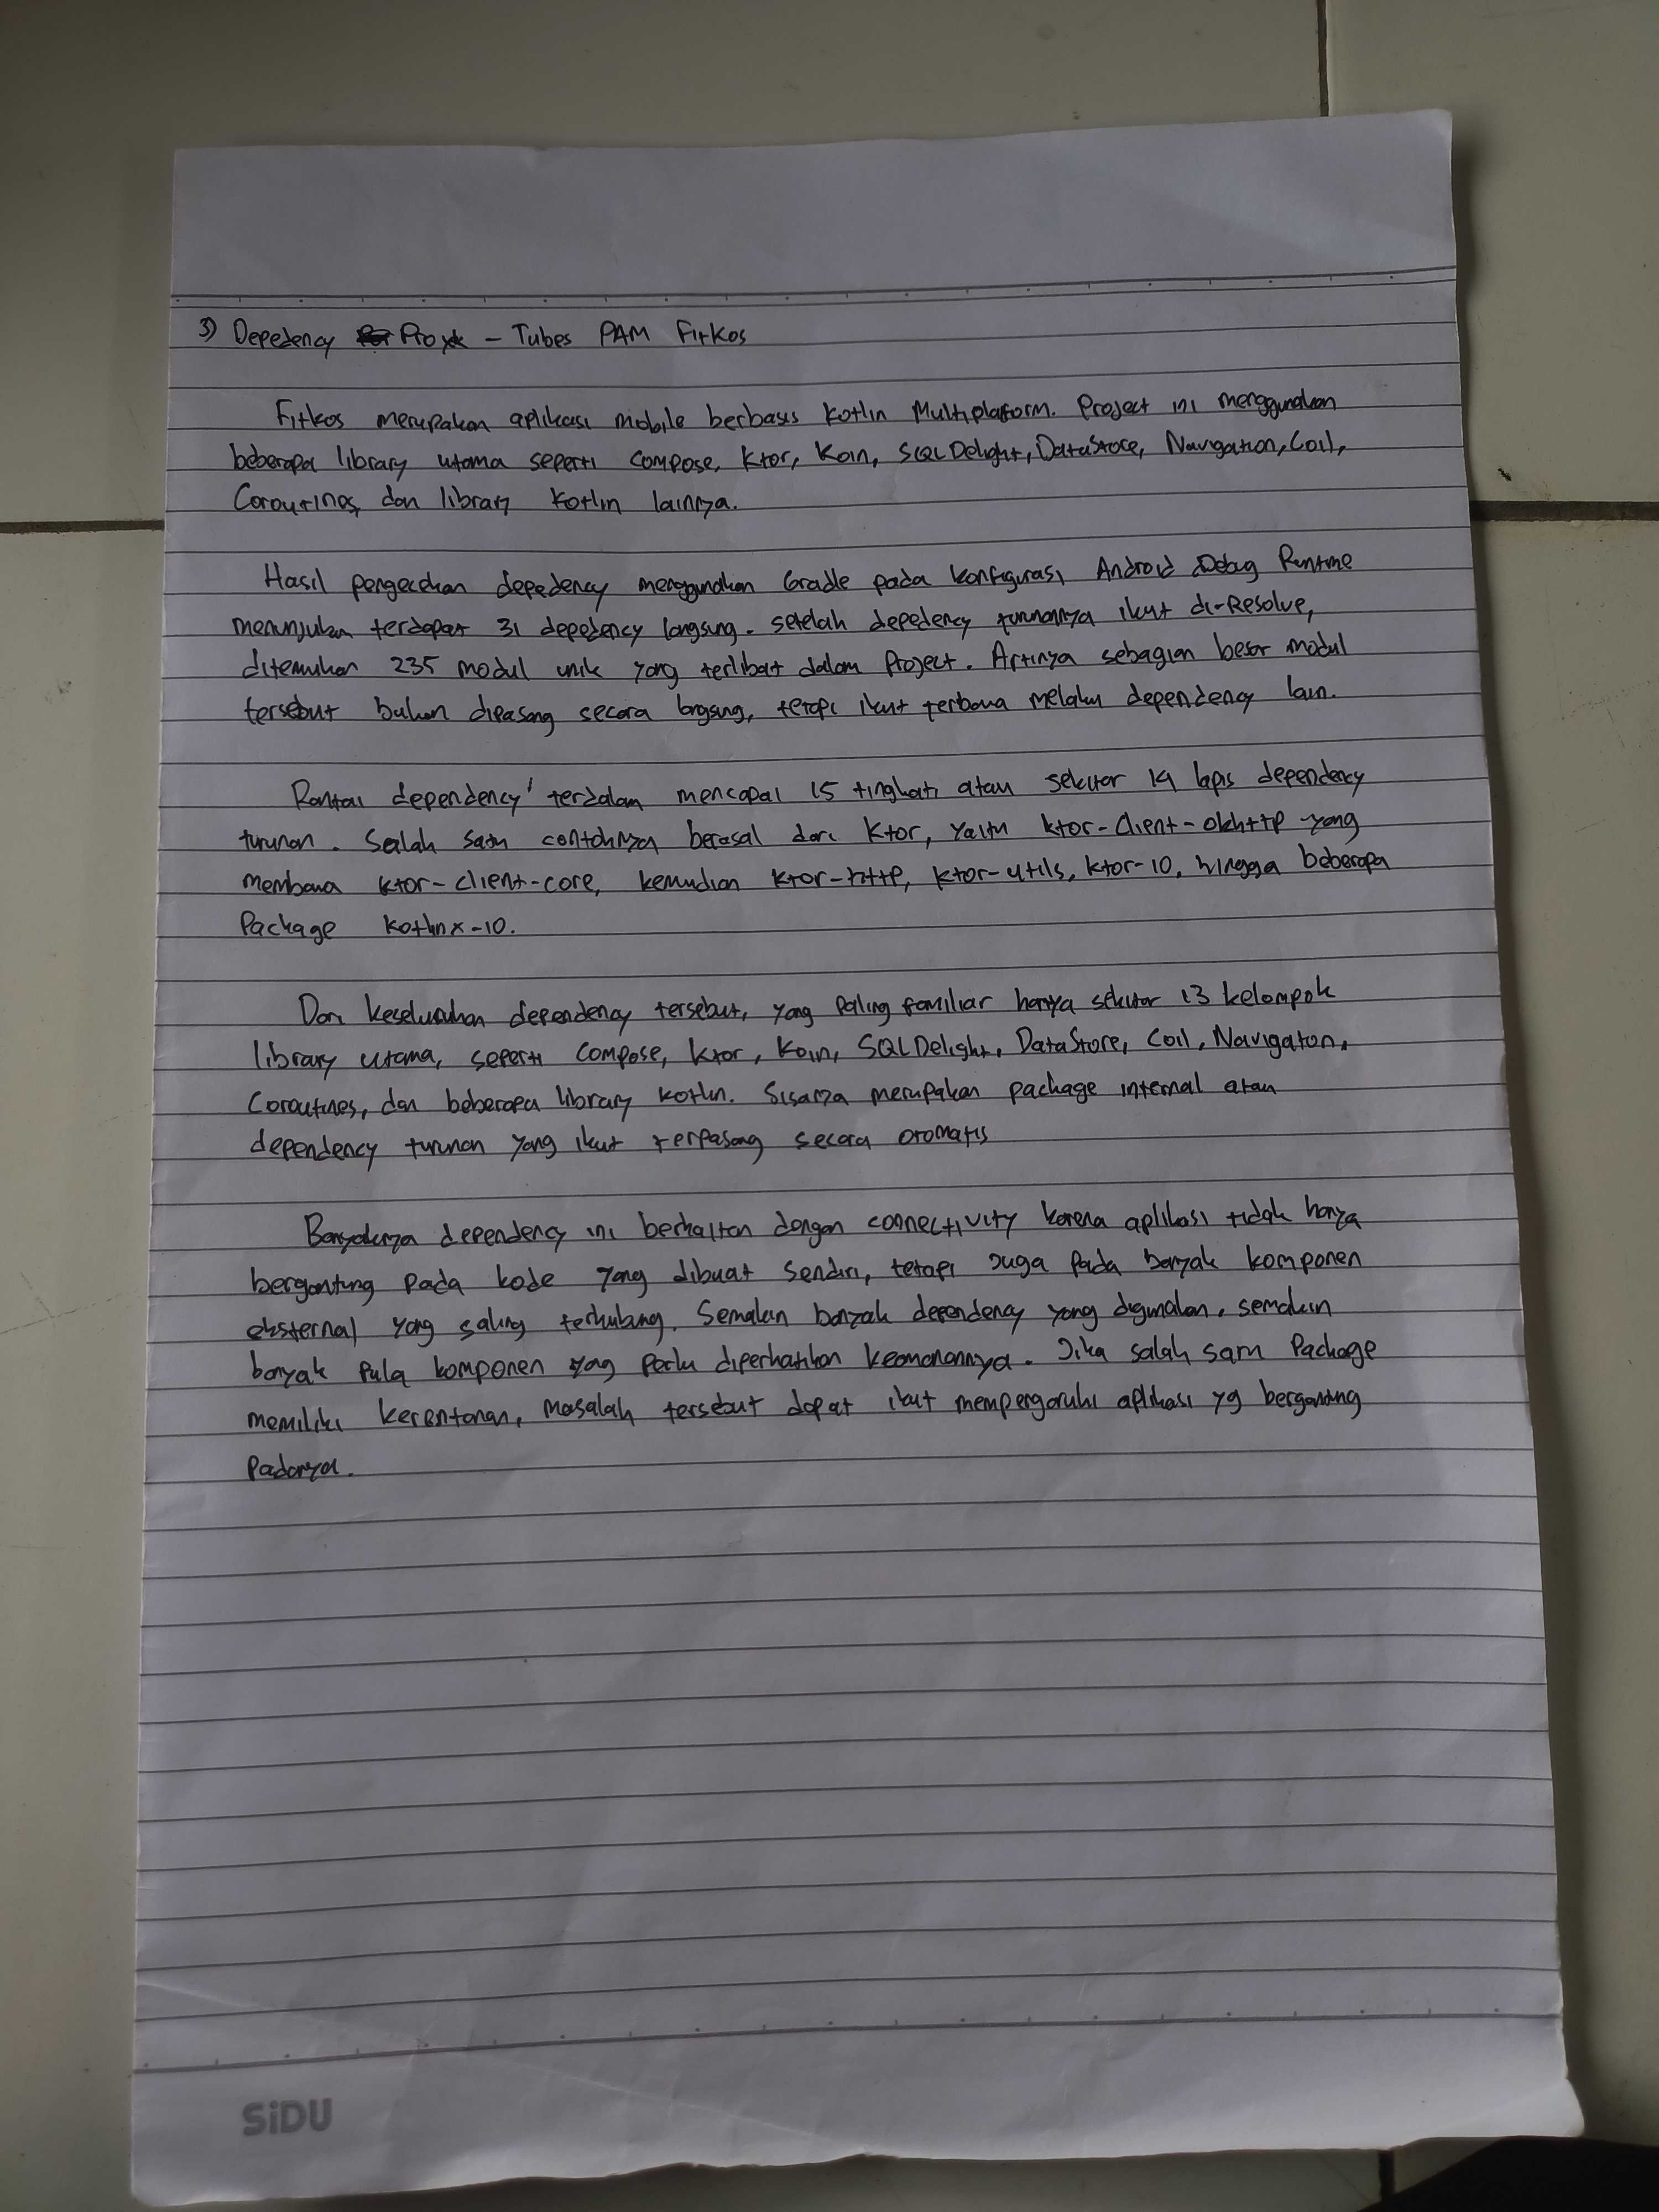 3) Depedency Proyek - Tubes PAM FitKos
Fitkos merupakan aplikasi mobile berbasis Kotlin Multiplatform. Project ini menggunakan
beberapa library utama seperti Compose, Ktor, Koin, SQLDelight, DataStore, Navigation, Coil,
Coroutines, dan library Kotlin lainnya.
Hasil pengecekan depedency menggunakan Gradle pada konfigurasi Android Debug Runtime
menunjukan terdapat 31 depedency langsung. setelah depedency turunannya ikut di-resolve,
ditemukan 235 modul unik yang terlibat dalam Project. Artinya sebagian besar modul
tersebut bukan dipasang secara langsung, tetapi ikut terbawa melalui dependency lain.
Rantai dependency terdalam mencapai 15 tingkat, atau sekitar 14 lapis dependency
turunan. Salah satu contohnya berasal dari Ktor, yaitu ktor-client-okhttp yang
membawa ktor-client-core, kemudian ktor-http, ktor-utils, ktor-io, hingga beberapa
Package kotlinx-io.
Dari keseluruhan dependency tersebut, yang paling familiar hanya sekitar 13 kelompok
library utama, seperti Compose, Ktor, Koin, SQLDelight, DataStore, Coil, Navigation,
Coroutines, dan beberapa library kotlin. Sisanya merupakan package internal atau
dependency turunan yang ikut terpasang secara otomatis
Banyaknya dependency ini berkaitan dengan connectivity karena aplikasi tidak hanya
bergantung pada kode yang dibuat sendiri, tetapi juga pada banyak komponen
eksternal yang saling terhubung. Semakin banyak dependency yang digunakan, semakin
banyak pula komponen yang perlu diperhatikan keamanannya. Jika salah satu Package
memiliki kerentanan, masalah tersebut dapat ikut mempengaruhi aplikasi yg bergantung
padanya.
SiDU